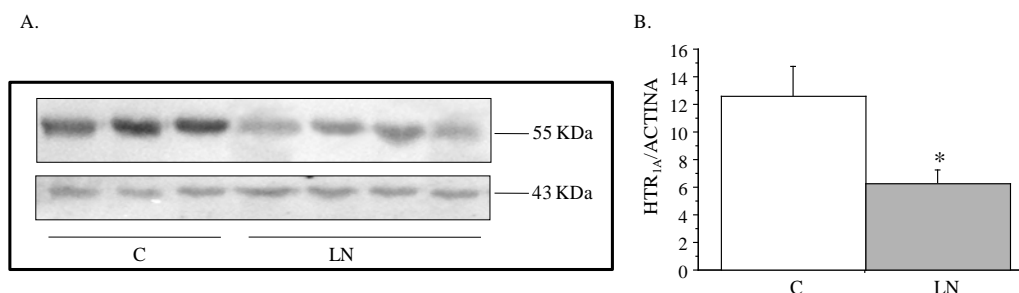 A.
55 KDa
43 KDa
C LN
B.
HTR1A/ACTINA
16
14
12
10
8
6
4
2
0
*
C LN